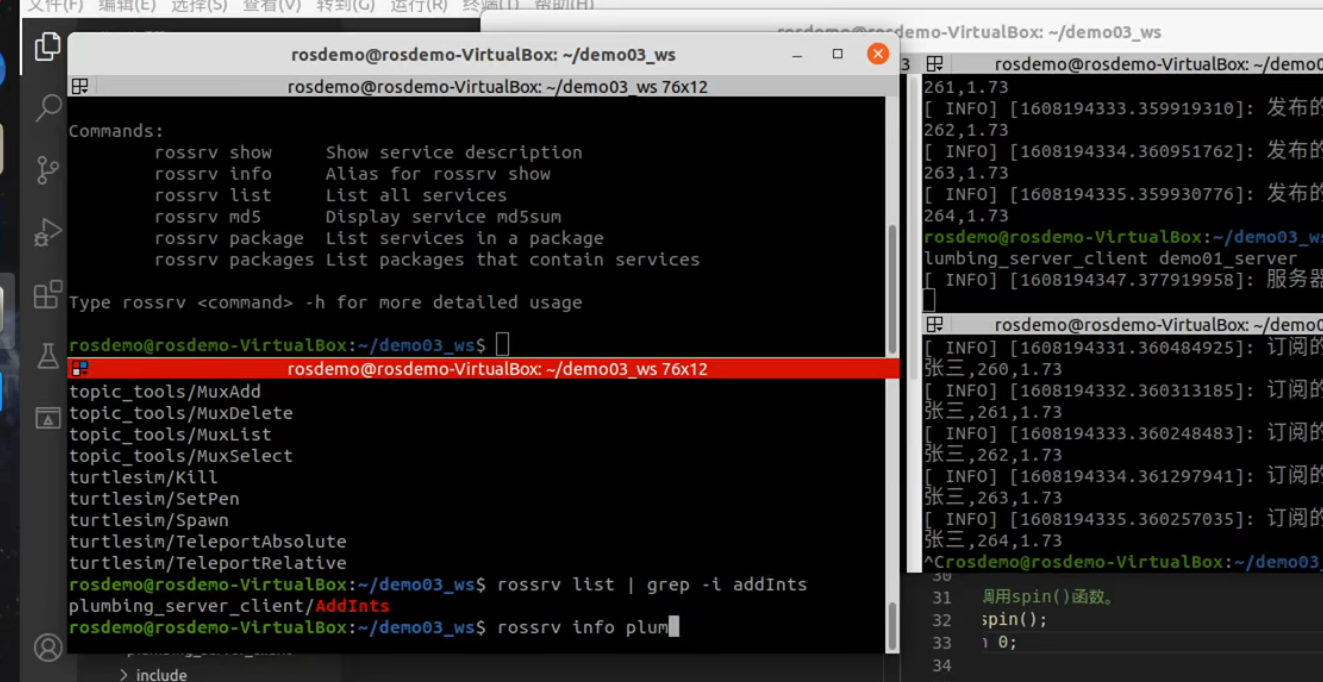 文件(F) 编辑(E) 选择(S) 查看(V) 转到(G) 运行(R) 终端(T) 帮助(H)
rosdemo@rosdemo-VirtualBox: ~/demo03_ws
rosdemo@rosdemo-VirtualBox: ~/demo03_ws 76x12
Commands:
rossrv show Show service description
rossrv info Alias for rossrv show
rossrv list List all services
rossrv md5 Display service md5sum
rossrv package List services in a package
rossrv packages List packages that contain services
Type rossrv <command> -h for more detailed usage
rosdemo@rosdemo-VirtualBox:~/demo03_ws$
rosdemo@rosdemo-VirtualBox: ~/demo03_ws 76x12
topic_tools/MuxAdd
topic_tools/MuxDelete
topic_tools/MuxList
topic_tools/MuxSelect
turtlesim/Kill
turtlesim/SetPen
turtlesim/Spawn
turtlesim/TeleportAbsolute
turtlesim/TeleportRelative
rosdemo@rosdemo-VirtualBox:~/demo03_ws$ rossrv list | grep -i addInts
plumbing_server_client/AddInts
rosdemo@rosdemo-VirtualBox:~/demo03_ws$ rossrv info plum
include
rosdemo-VirtualBox: ~/demo03_ws
3 rosdemo@rosdemo-VirtualBox: ~/demo0
261,1.73
[ INFO] [1608194333.359919310]: 发布的
262,1.73
[ INFO] [1608194334.360951762]: 发布的
263,1.73
[ INFO] [1608194335.359930776]: 发布的
264,1.73
rosdemo@rosdemo-VirtualBox:~/demo03_ws
lumbing_server_client demo01_server
[ INFO] [1608194347.377919958]: 服务器
rosdemo@rosdemo-VirtualBox: ~/demo0
[ INFO] [1608194331.360484925]: 订阅的
张三,260,1.73
[ INFO] [1608194332.360313185]: 订阅的
张三,261,1.73
[ INFO] [1608194333.360248483]: 订阅的
张三,262,1.73
[ INFO] [1608194334.361297941]: 订阅的
张三,263,1.73
[ INFO] [1608194335.360257035]: 订阅的
张三,264,1.73
^Crosdemo@rosdemo-VirtualBox:~/demo03
30
31 调用spin()函数。
32 spin();
33 0;
34